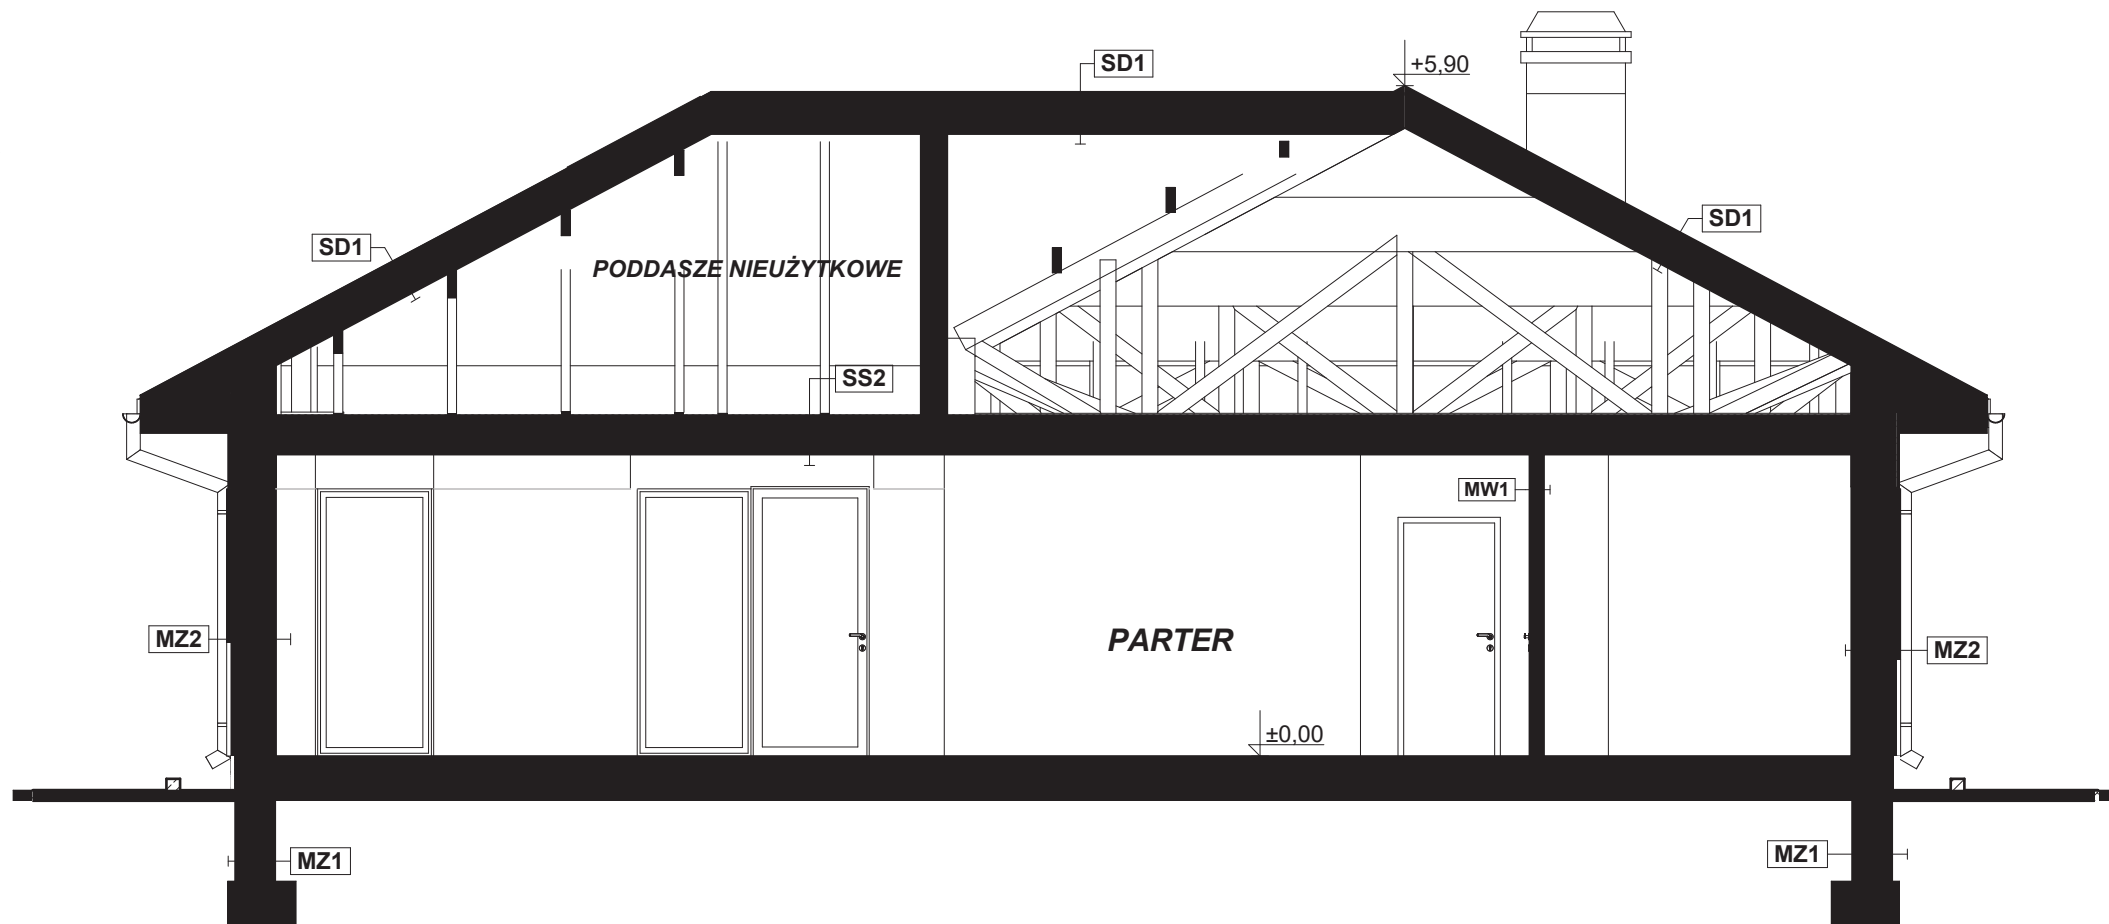 SD1
+5,90
SD1
SD1
PODDASZE NIEUŻYTKOWE
SS2
MW1
MZ2
PARTER
MZ2
±0,00
MZ1
MZ1